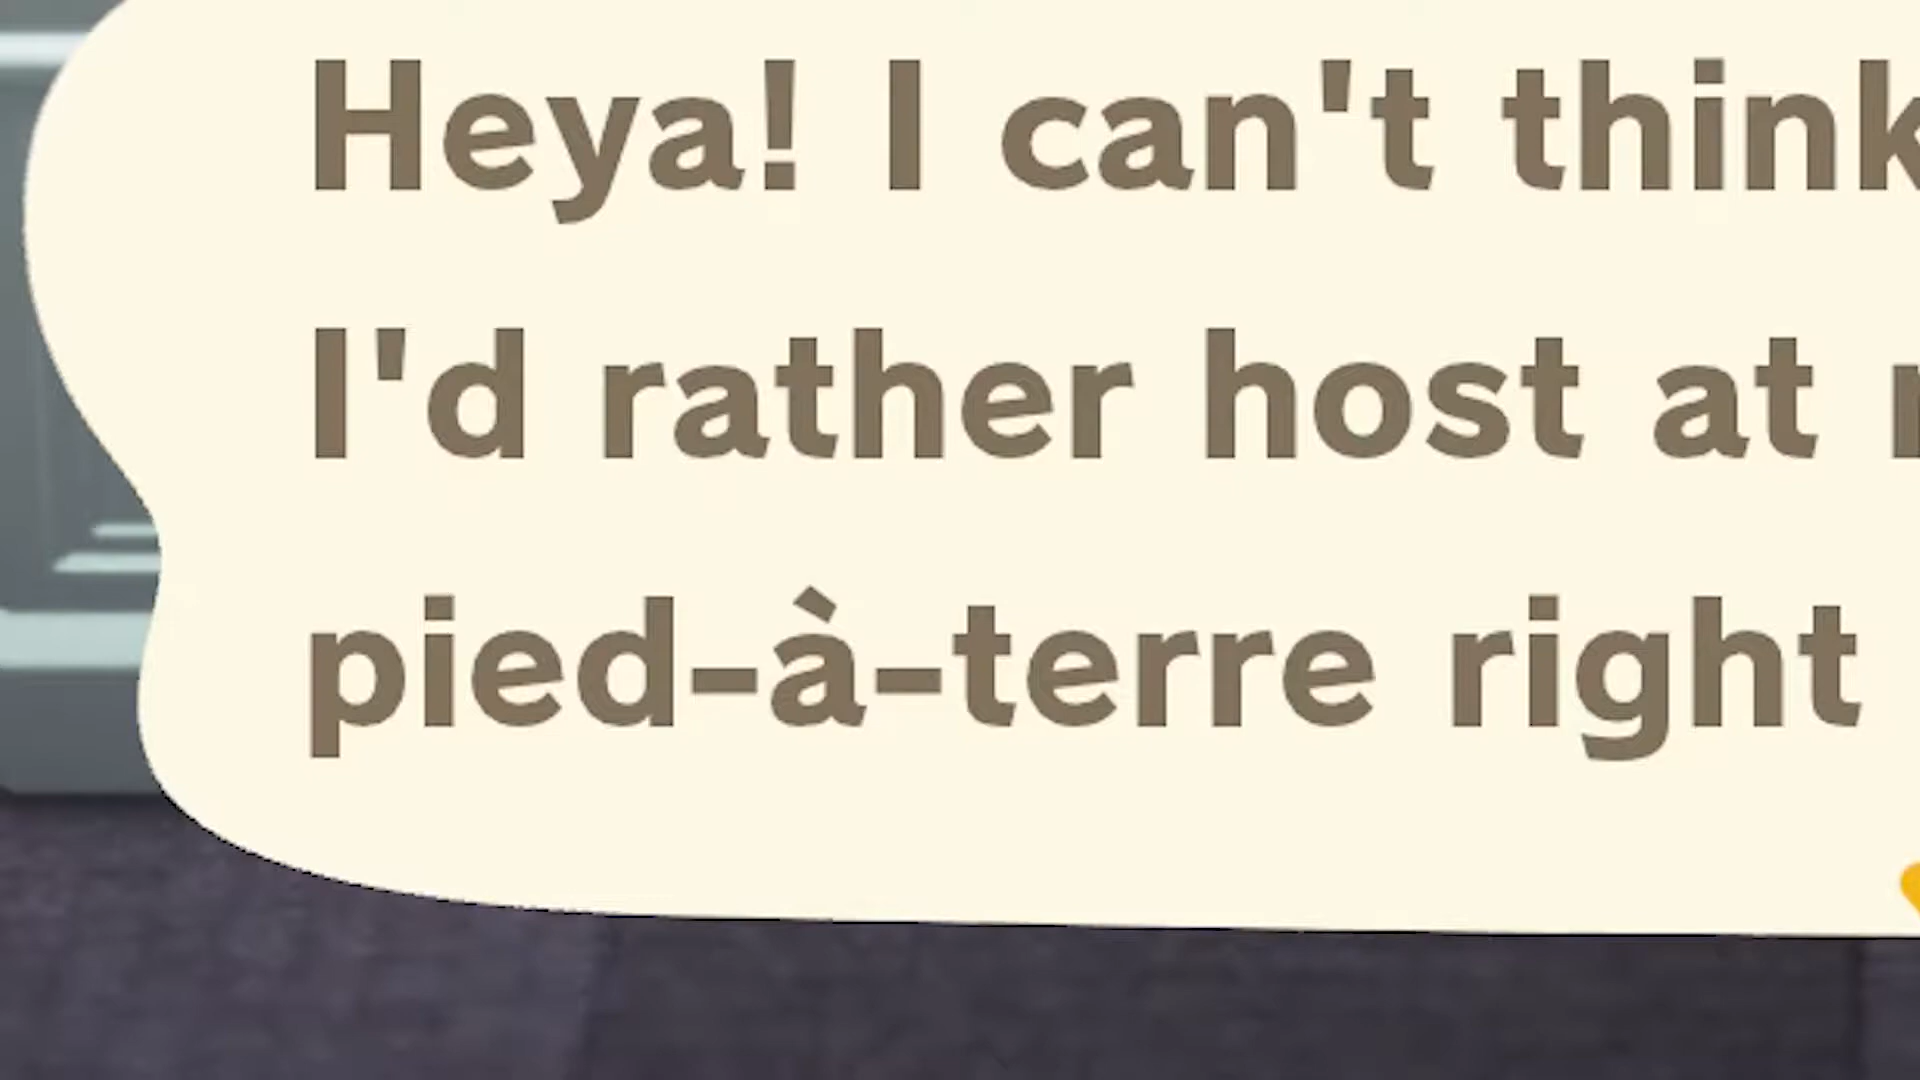 Heya! I can't think
I'd rather host at
pied-à-terre right